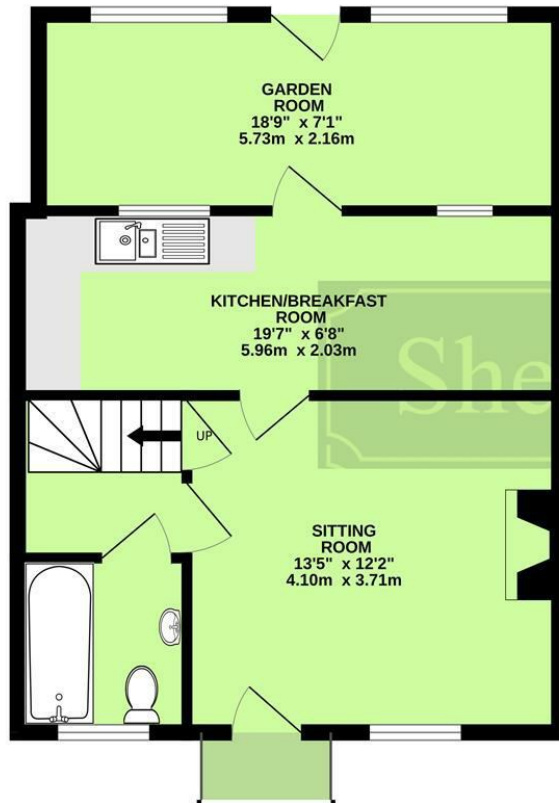 GARDEN
ROOM
18'9" x 7'1"
5.73m x 2.16m
KITCHEN/BREAKFAST
ROOM
19'7" x 6'8"
5.96m x 2.03m
UP
SITTING
ROOM
13'5" x 12'2"
4.10m x 3.71m